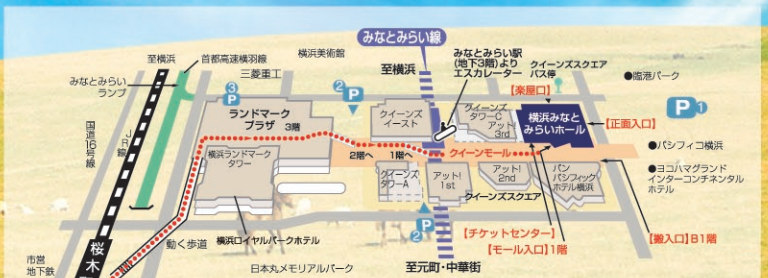 みなとみらい線
至横浜
首都高速横羽線
横浜美術館
至横浜
みなとみらい駅
(地下3階)より
エスカレーター
クイーンズスクエア
バス停
●臨港パーク
みなとみらい
ランプ
三菱重工
3
P
2
P
【楽屋口】
P 1
ランドマーク
プラザ
3階
クイーンズ
イースト
クイーンズ
タワーC
アット!
3rd
横浜みなと
みらいホール
【正面入口】
国道16号線
JR線
●パシフィコ横浜
横浜ランドマーク
タワー
2階へ
1階へ
クイーンモール
●ヨコハマグランド
インターコンチネンタル
ホテル
クイーンズ
タワーA
アット!
1st
アット!
2nd
パン
パシフィック
ホテル横浜
クイーンズスクエア
P
2
【チケットセンター】
【搬入口】B1階
動く歩道
横浜ロイヤルパークホテル
【モール入口】1階
桜木
市営
地下鉄
日本丸メモリアルパーク
至元町・中華街